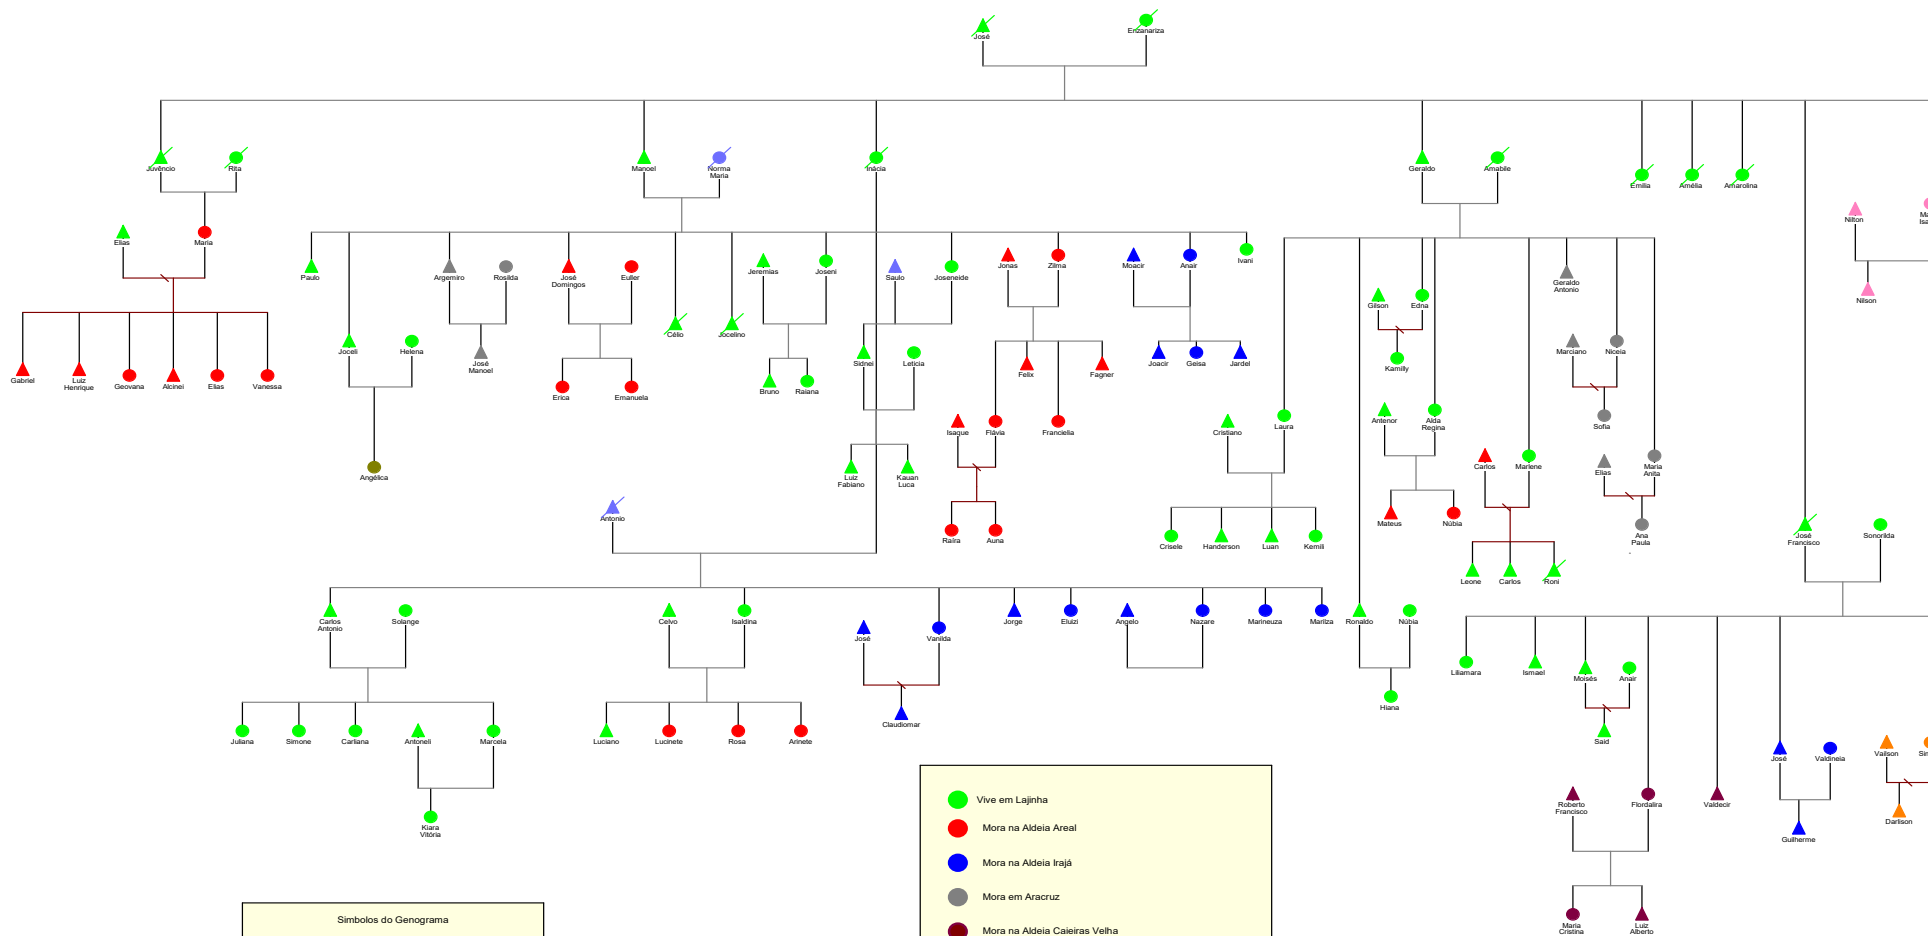 José
Enzanariza
Juvêncio
Rita
Manoel
Norma
Maria
Inácia
Geraldo
Amabile
Emília
Amélia
Amarolina
Nilton
Elias
Maria
Paulo
Argemiro
Rosilda
José
Domingos
Euller
Jeremias
Joseni
Saulo
Joseneide
Jonas
Zilma
Moacir
Anair
Ivani
Geraldo
Antonio
Nilson
Gilson
Edna
Célio
Jocelino
Joceli
Helena
José
Manoel
Sidnei
Leticia
Joacir
Geisa
Jardel
Marciano
Niceia
Kamilly
Gabriel
Luiz
Henrique
Geovana
Alcinei
Elias
Vanessa
Erica
Emanuela
Bruno
Raiana
Felix
Fagner
Isaque
Flávia
Francielia
Cristiano
Laura
Antenor
Alda
Regina
Sofia
Angélica
Luiz
Fabiano
Kauan
Luca
Carlos
Marlene
Elias
Maria
Anita
Antonio
Raíra
Auna
Crisele
Handerson
Luan
Kemili
Mateus
Núbia
Ana
Paula
José
Francisco
Sonorilda
Leone
Carlos
Roni
Carlos
Antonio
Solange
Celvo
Isaldina
José
Vanilda
Jorge
Eluizi
Angelo
Nazare
Marineuza
Marilza
Ronaldo
Núbia
Liliamara
Ismael
Moisés
Anair
Hiana
Claudiomar
Juliana
Simone
Carliana
Antoneli
Marcela
Luciano
Lucinete
Rosa
Arinete
Said
José
Valdineia
Vailson
Kiara
Vitória
Roberto
Francisco
Flordalira
Valdecir
Guilherme
Darlison
Maria
Cristina
Luiz
Alberto
Simbolos do Genograma
Vive em Lajinha
Mora na Aldeia Areal
Mora na Aldeia Irajá
Mora em Aracruz
Mora na Aldeia Caieiras Velha